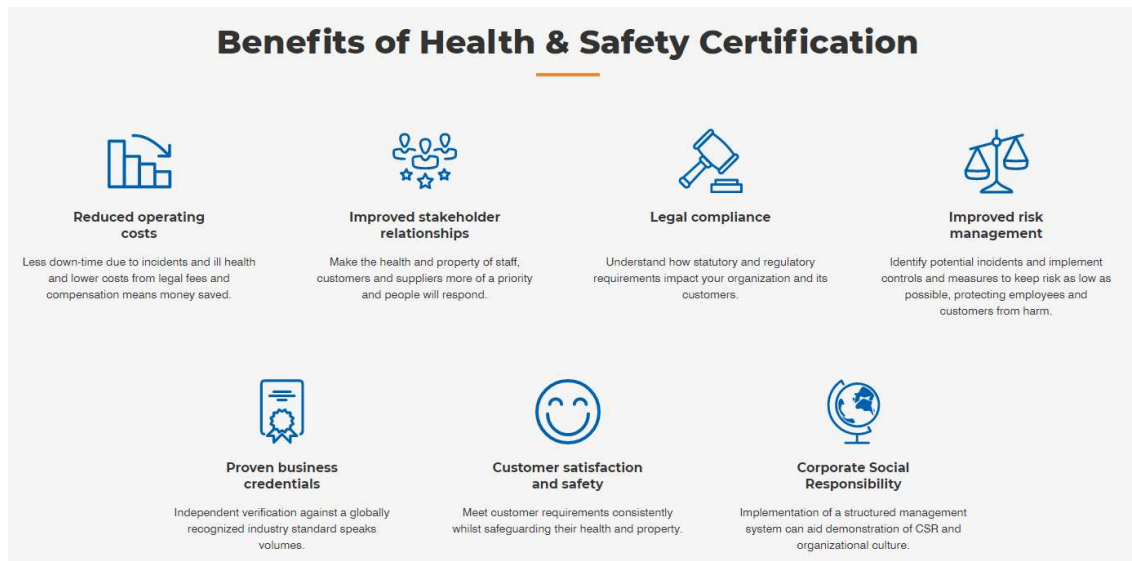 Benefits of Health & Safety Certification
Reduced operating
costs
Less down-time due to incidents and ill health
and lower costs from legal fees and
compensation means money saved.
Improved stakeholder
relationships
Make the health and property of staff,
customers and suppliers more of a priority
and people will respond.
Legal compliance
Understand how statutory and regulatory
requirements impact your organization and its
customers.
Improved risk
management
Identify potential incidents and implement
controls and measures to keep risk as low as
possible, protecting employees and
customers from harm.
Proven business
credentials
Independent verification against a globally
recognized industry standard speaks
volumes.
Customer satisfaction
and safety
Meet customer requirements consistently
whilst safeguarding their health and property.
Corporate Social
Responsibility
Implementation of a structured management
system can aid demonstration of CSR and
organizational culture.